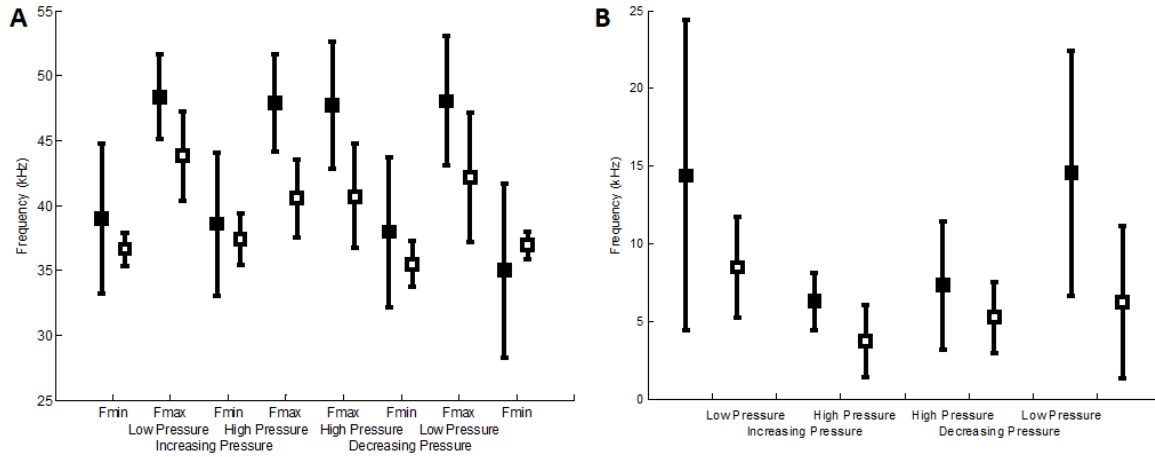 A
55
50
45
40
35
30
25
Frequency (kHz)
Fmin Fmax Fmin Fmax Fmax Fmin Fmax Fmin
Low Pressure High Pressure High Pressure Low Pressure
Increasing Pressure Decreasing Pressure
B
25
20
15
10
5
0
Frequency (kHz)
Low Pressure High Pressure High Pressure Low Pressure
Increasing Pressure Decreasing Pressure